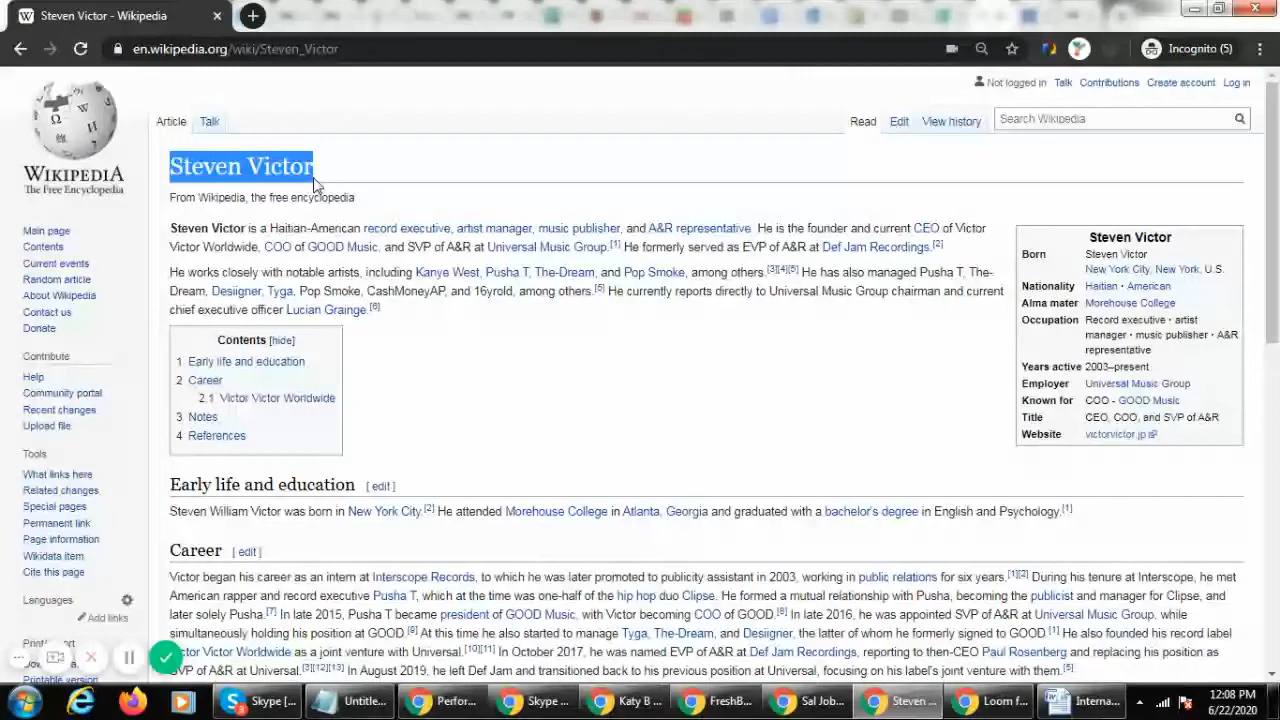 Steven Victor - Wikipedia
en.wikipedia.org/wiki/Steven_Victor
Incognito (5)
Not logged in Talk Contributions Create account Log in
Article Talk Read Edit View history Search Wikipedia
WIKIPEDIA
The Free Encyclopedia
Main page
Contents
Current events
Random article
About Wikipedia
Contact us
Donate
Contribute
Help
Community portal
Recent changes
Upload file
Tools
What links here
Related changes
Special pages
Permanent link
Page information
Wikidata item
Cite this page
Languages
Add links
Printable version
Steven Victor
From Wikipedia, the free encyclopedia
Steven Victor is a Haitian-American record executive, artist manager, music publisher, and A&R representative. He is the founder and current CEO of Victor
Victor Worldwide, COO of GOOD Music, and SVP of A&R at Universal Music Group.[1] He formerly served as EVP of A&R at Def Jam Recordings.[2]
He works closely with notable artists, including Kanye West, Pusha T, The-Dream, and Pop Smoke, among others.[3][4][5] He has also managed Pusha T, The-
Dream, Desiigner, Tyga, Pop Smoke, CashMoneyAP, and 16yrold, among others.[5] He currently reports directly to Universal Music Group chairman and current
chief executive officer Lucian Grainge.[6]
Contents [hide]
1 Early life and education
2 Career
2.1 Victor Victor Worldwide
3 Notes
4 References
Steven Victor
Born Steven Victor
New York City, New York, U.S.
Nationality Haitian · American
Alma mater Morehouse College
Occupation Record executive · artist
manager · music publisher · A&R
representative
Years active 2003–present
Employer Universal Music Group
Known for COO - GOOD Music
Title CEO, COO, and SVP of A&R
Website victorvictor.jp
Early life and education [ edit ]
Steven William Victor was born in New York City.[2] He attended Morehouse College in Atlanta, Georgia and graduated with a bachelor's degree in English and Psychology.[1]
Career [ edit ]
Victor began his career as an intern at Interscope Records, to which he was later promoted to publicity assistant in 2003, working in public relations for six years.[1][2] During his tenure at Interscope, he met
American rapper and record executive Pusha T, which at the time was one-half of the hip hop duo Clipse. He formed a mutual relationship with Pusha, becoming the publicist and manager for Clipse, and
later solely Pusha.[7] In late 2015, Pusha T became president of GOOD Music, with Victor becoming COO of GOOD.[8] In late 2016, he was appointed SVP of A&R at Universal Music Group, while
simultaneously holding his position at GOOD.[9] At this time he also started to manage Tyga, The-Dream, and Desiigner, the latter of whom he formerly signed to GOOD.[1] He also founded his record label
Victor Worldwide as a joint venture with Universal.[10][11] In October 2017, he was named EVP of A&R at Def Jam Recordings, reporting to then-CEO Paul Rosenberg and replacing his position as
SVP of A&R at Universal.[3][12][13] In August 2019, he left Def Jam and transitioned back to his previous position at Universal, focusing on his label's joint venture with them.[5]
Skype [... Untitle... Perfor... Skype ... Katy B ... FreshB... Sal Job... Steven ... Loom f... Interna...
12:08 PM
6/22/2020